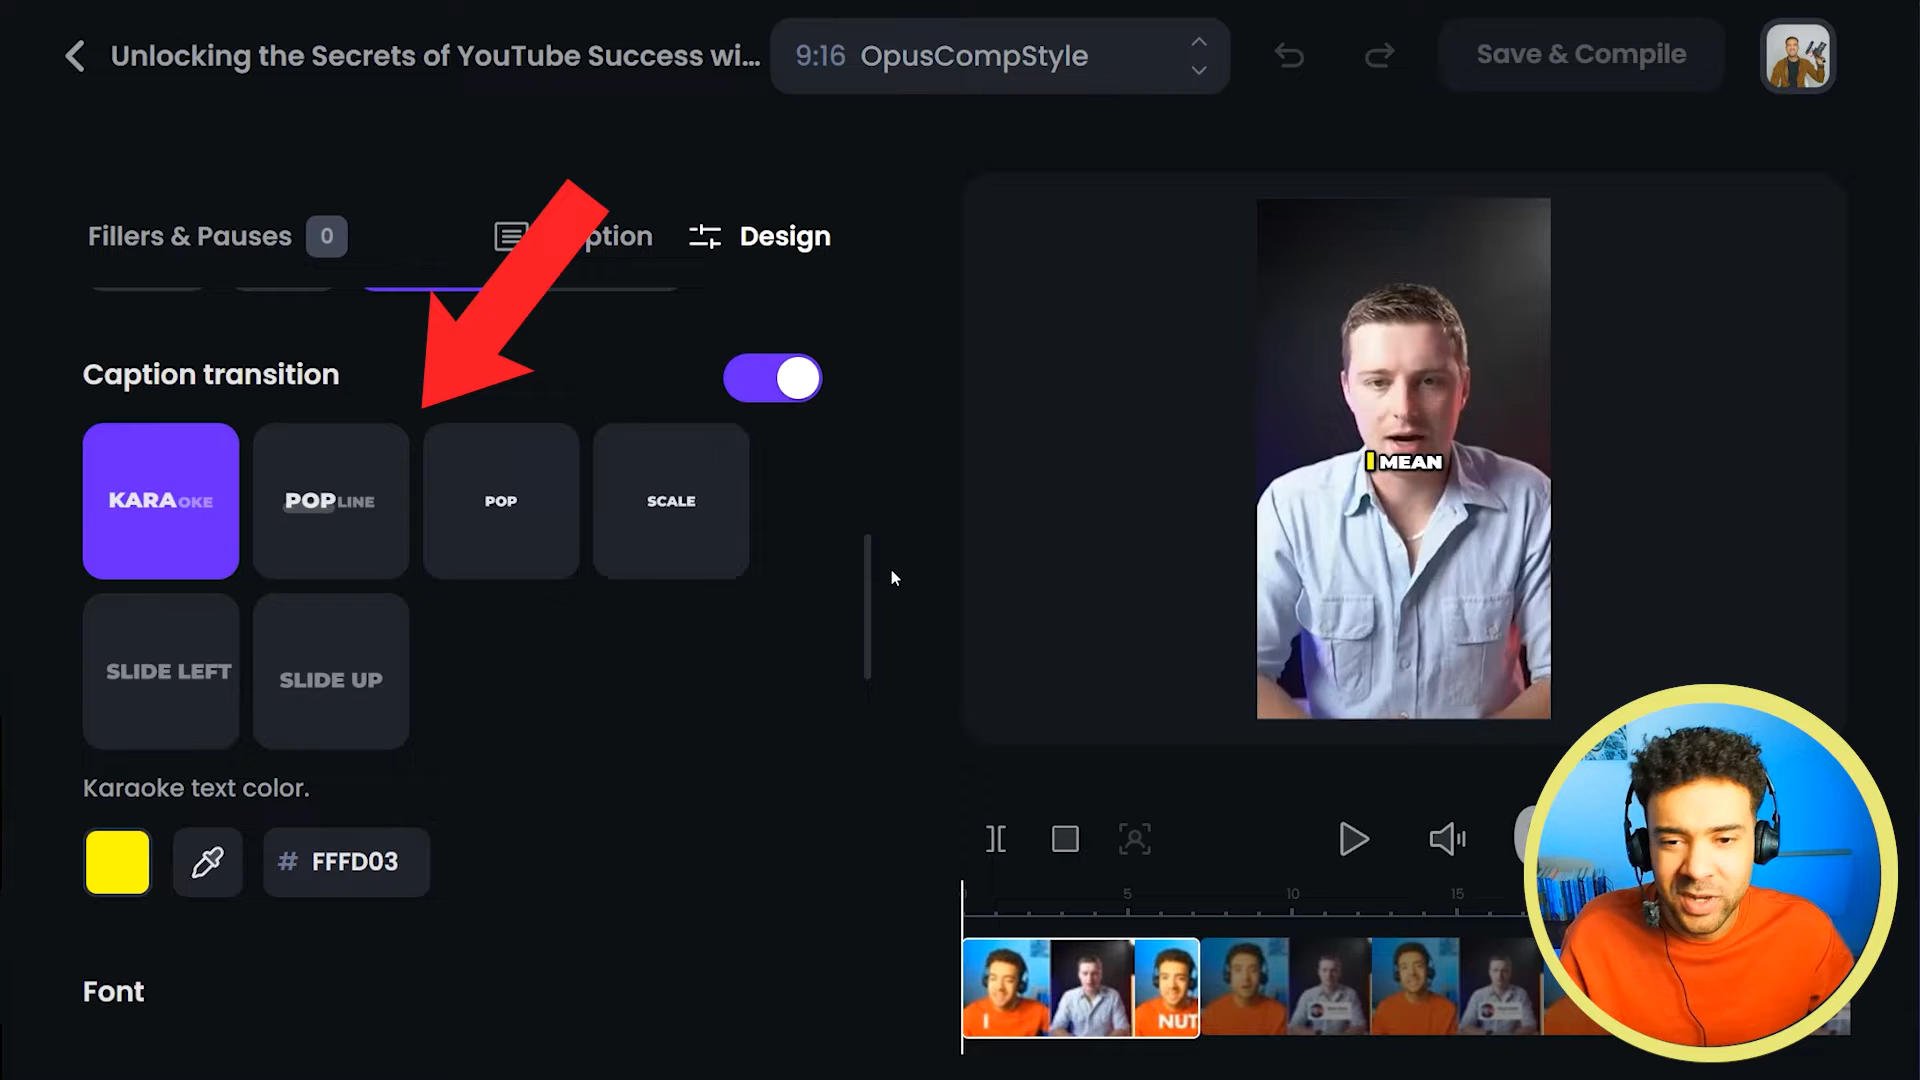 Unlocking the Secrets of YouTube Success wi...
9:16 OpusCompStyle
Save & Compile
Fillers & Pauses 0
ption
Design
Caption transition
KARAOKE
POPLINE
POP
SCALE
SLIDE LEFT
SLIDE UP
Karaoke text color.
# FFFD03
Font
I MEAN
5 10 15
I
NUT